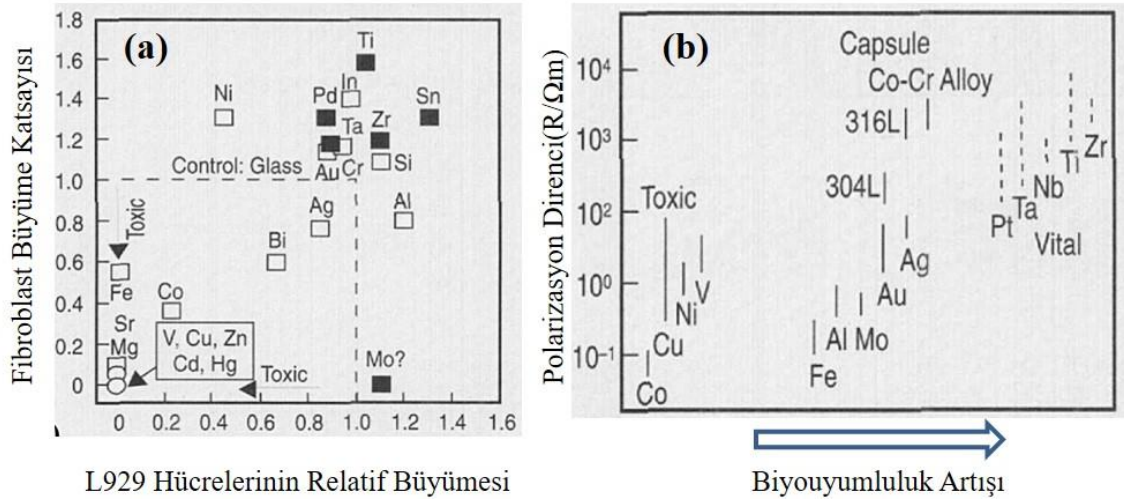 Fibroblast Büyüme Katsayısı
(a)
1.8
1.6
1.4
1.2
1.0
0.8
0.6
0.4
0.2
0
Ti
Ni
Pd
In
Sn
Ta
Zr
Control: Glass
Au
Cr
Si
Toxic
Ag
Al
Bi
Fe
Co
Sr
Mg
V, Cu, Zn
Cd, Hg
Toxic
Mo?
0 0.2 0.4 0.6 0.8 1.0 1.2 1.4 1.6
L929 Hücrelerinin Relatif Büyümesi
Polarizasyon Direnci(R/Ωm)
(b)
10⁴
10³
10²
10⁰
10⁻¹
Capsule
Co-Cr Alloy
316L
Zr
Ti
304L
Toxic
Nb
Ta
Pt
Vital
Ag
V
Ni
Au
Cu
Al Mo
Fe
Co
Biyouyumluluk Artışı